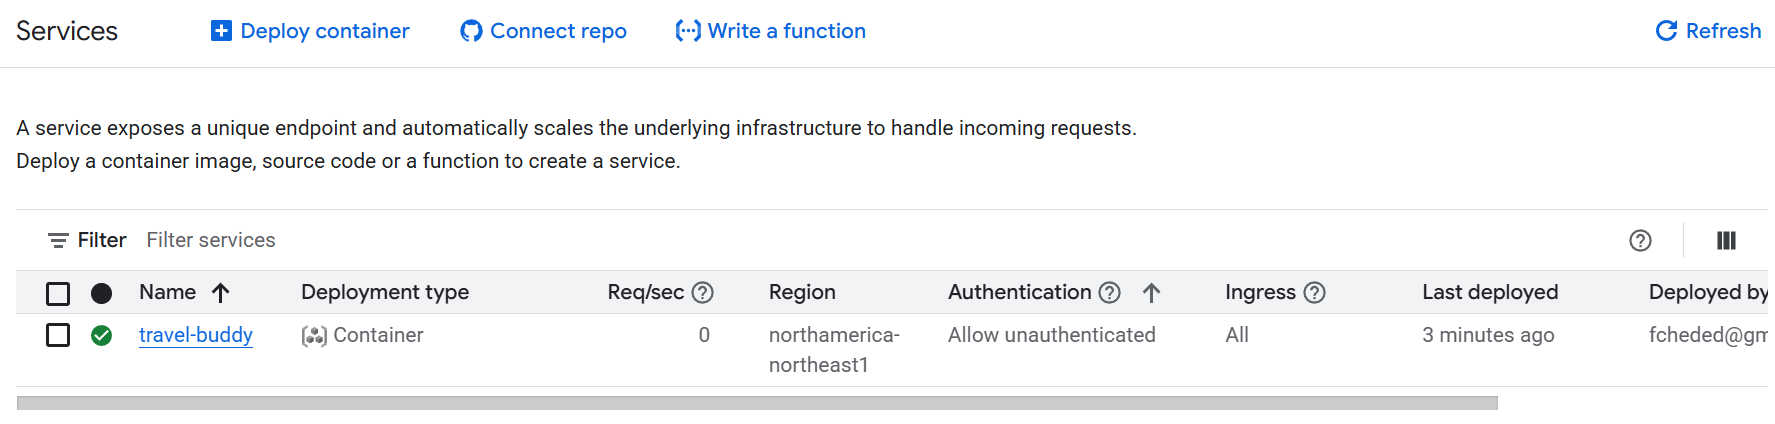 Services Deploy container Connect repo Write a function Refresh
A service exposes a unique endpoint and automatically scales the underlying infrastructure to handle incoming requests.
Deploy a container image, source code or a function to create a service.
Filter Filter services
Name Deployment type Req/sec Region Authentication Ingress Last deployed Deployed by
travel-buddy Container 0 northamerica- Allow unauthenticated All 3 minutes ago fcheded@gm
northeast1